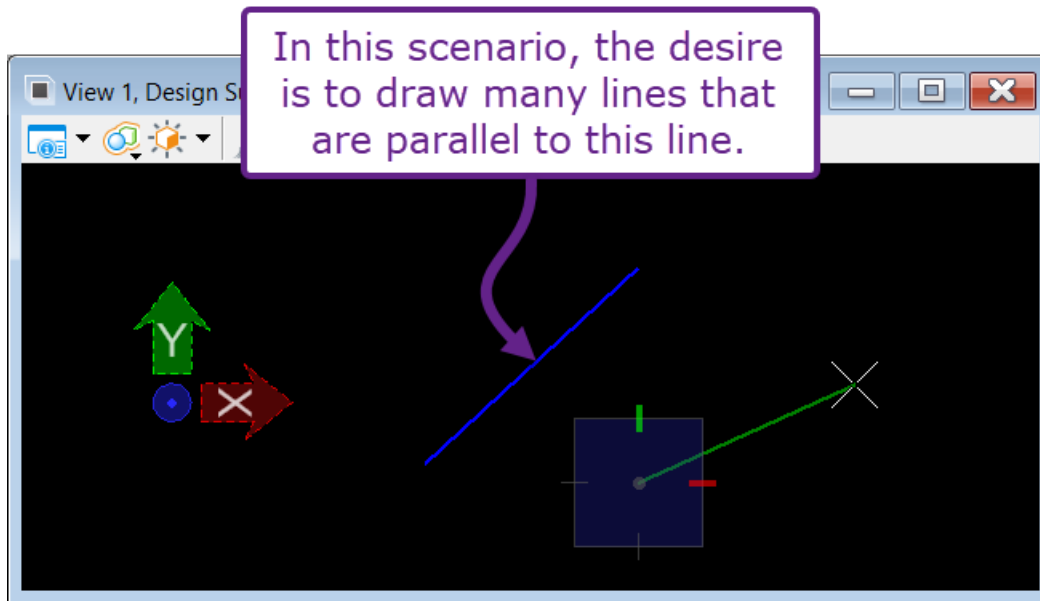 In this scenario, the desire
is to draw many lines that
are parallel to this line.
View 1, Design
Y
X